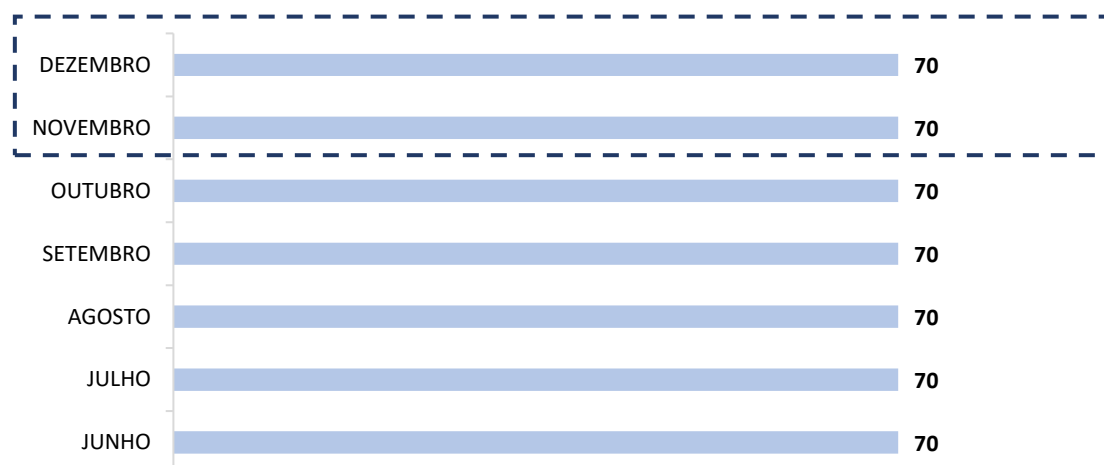 DEZEMBRO 70
NOVEMBRO 70
OUTUBRO 70
SETEMBRO 70
AGOSTO 70
JULHO 70
JUNHO 70